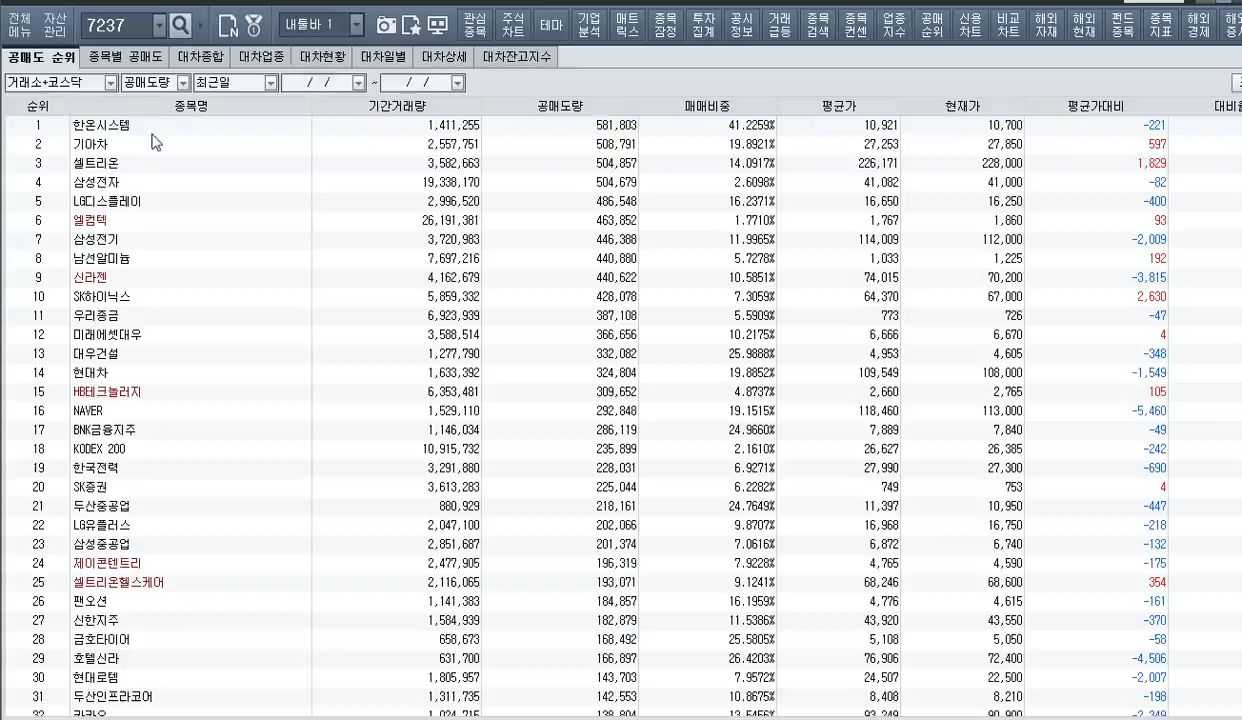 전체 자산 7237 내툴바 1 관심 주식 테마 기업 매트 종목 투자 공시 거래 종목 종목 업종 공매 신용 비교 해외 해외 펀드 종목 해외
메뉴 관리 종목 차트 분석 릭스 잠정 집계 정보 급등 검색 컨센 지수 순위 차트 차트 자재 현재 종목 지표 경제
공매도 순위 종목별 공매도 대차종합 대차업종 대차현황 대차일별 대차상세 대차잔고지수
거래소+코스닥 공매도량 최근일 / / ~ / /
순위 종목명 기간거래량 공매도량 매매비중 평균가 현재가 평균가대비
1 한온시스템 1,411,255 581,803 41.2259% 10,921 10,700 -221
2 기아차 2,557,751 508,791 19.8921% 27,253 27,850 597
3 셀트리온 3,582,663 504,857 14.0917% 226,171 228,000 1,829
4 삼성전자 19,338,170 504,679 2.6098% 41,082 41,000 -82
5 LG디스플레이 2,996,520 486,548 16.2371% 16,650 16,250 -400
6 엘컴텍 26,191,381 463,852 1.7710% 1,767 1,860 93
7 삼성전기 3,720,983 446,388 11.9965% 114,009 112,000 -2,009
8 남선알미늄 7,697,216 440,880 5.7278% 1,033 1,225 192
9 신라젠 4,162,679 440,622 10.5851% 74,015 70,200 -3,815
10 SK하이닉스 5,859,332 428,078 7.3059% 64,370 67,000 2,630
11 우리종금 6,923,939 387,108 5.5909% 773 726 -47
12 미래에셋대우 3,588,514 366,656 10.2175% 6,666 6,670 4
13 대우건설 1,277,790 332,082 25.9888% 4,953 4,605 -348
14 현대차 1,633,392 324,804 19.8852% 109,549 108,000 -1,549
15 HB테크놀러지 6,353,481 309,652 4.8737% 2,660 2,765 105
16 NAVER 1,529,110 292,848 19.1515% 118,460 113,000 -5,460
17 BNK금융지주 1,146,034 286,119 24.9660% 7,889 7,840 -49
18 KODEX 200 10,915,732 235,899 2.1610% 26,627 26,385 -242
19 한국전력 3,291,880 228,031 6.9271% 27,990 27,300 -690
20 SK증권 3,613,283 225,044 6.2282% 749 753 4
21 두산중공업 880,929 218,161 24.7649% 11,397 10,950 -447
22 LG유플러스 2,047,100 202,066 9.8707% 16,968 16,750 -218
23 삼성중공업 2,851,687 201,374 7.0616% 6,872 6,740 -132
24 제이콘텐트리 2,477,905 196,319 7.9228% 4,765 4,590 -175
25 셀트리온헬스케어 2,116,065 193,071 9.1241% 68,246 68,600 354
26 팬오션 1,141,383 184,857 16.1959% 4,776 4,615 -161
27 신한지주 1,584,939 182,879 11.5386% 43,920 43,550 -370
28 금호타이어 658,673 168,492 25.5805% 5,108 5,050 -58
29 호텔신라 631,700 166,897 26.4203% 76,906 72,400 -4,506
30 현대로템 1,805,957 143,703 7.9572% 24,507 22,500 -2,007
31 두산인프라코어 1,311,735 142,553 10.8675% 8,408 8,210 -198
32 카카오 1,024,715 138,804 13.5456% 93,249 90,900 -2,349